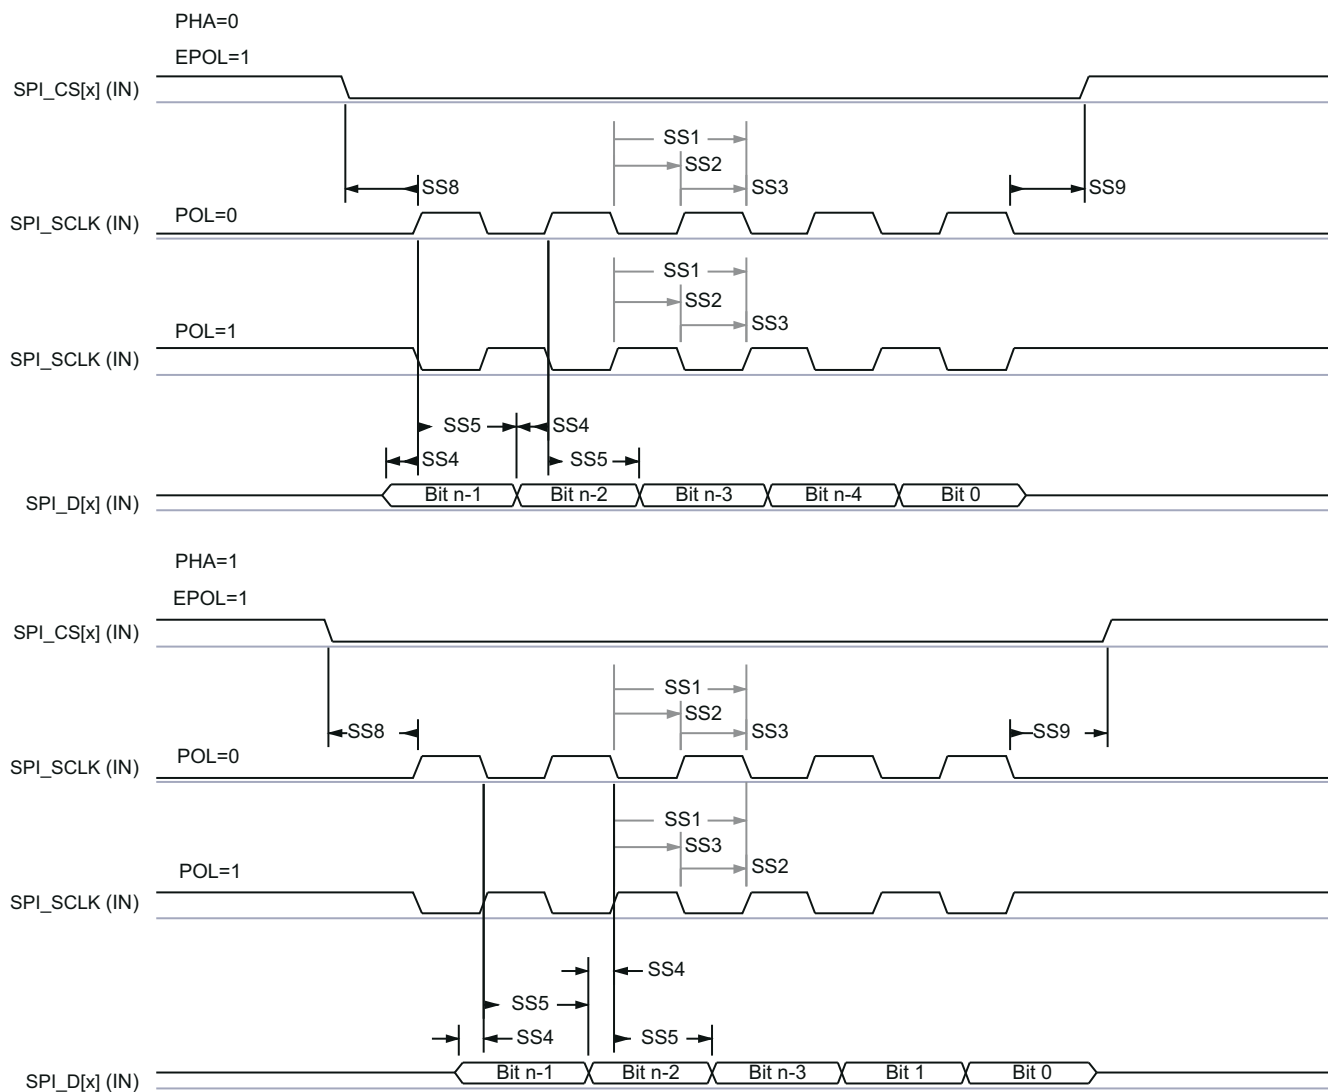 PHA=0
EPOL=1
SPI_CS[x] (IN)
SS1
SS2
SS8
SS3
SS9
POL=0
SPI_SCLK (IN)
SS1
SS2
SS3
POL=1
SPI_SCLK (IN)
SS5
SS4
SS4
SS5
SPI_D[x] (IN)
Bit n-1
Bit n-2
Bit n-3
Bit n-4
Bit 0
PHA=1
EPOL=1
SPI_CS[x] (IN)
SS1
SS2
SS8
SS3
SS9
POL=0
SPI_SCLK (IN)
SS1
SS3
SS2
POL=1
SPI_SCLK (IN)
SS4
SS5
SS4
SS5
SPI_D[x] (IN)
Bit n-1
Bit n-2
Bit n-3
Bit 1
Bit 0